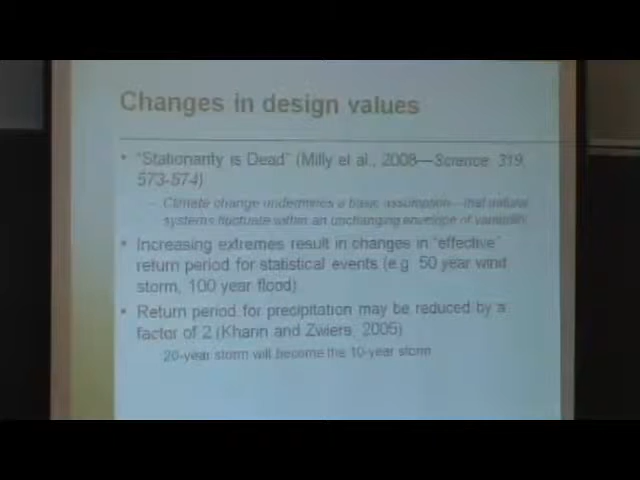 Changes in design values
• "Stationarity is Dead" (Milly et al., 2008—Science 319,
573-574)
– Climate change undermines a basic assumption—that natural
systems fluctuate within an unchanging envelope of variability
• Increasing extremes result in changes in "effective"
return period for statistical events (e.g. 50 year wind
storm, 100 year flood)
• Return period for precipitation may be reduced by a
factor of 2 (Kharin and Zwiers, 2005)
20-year storm will become the 10-year storm